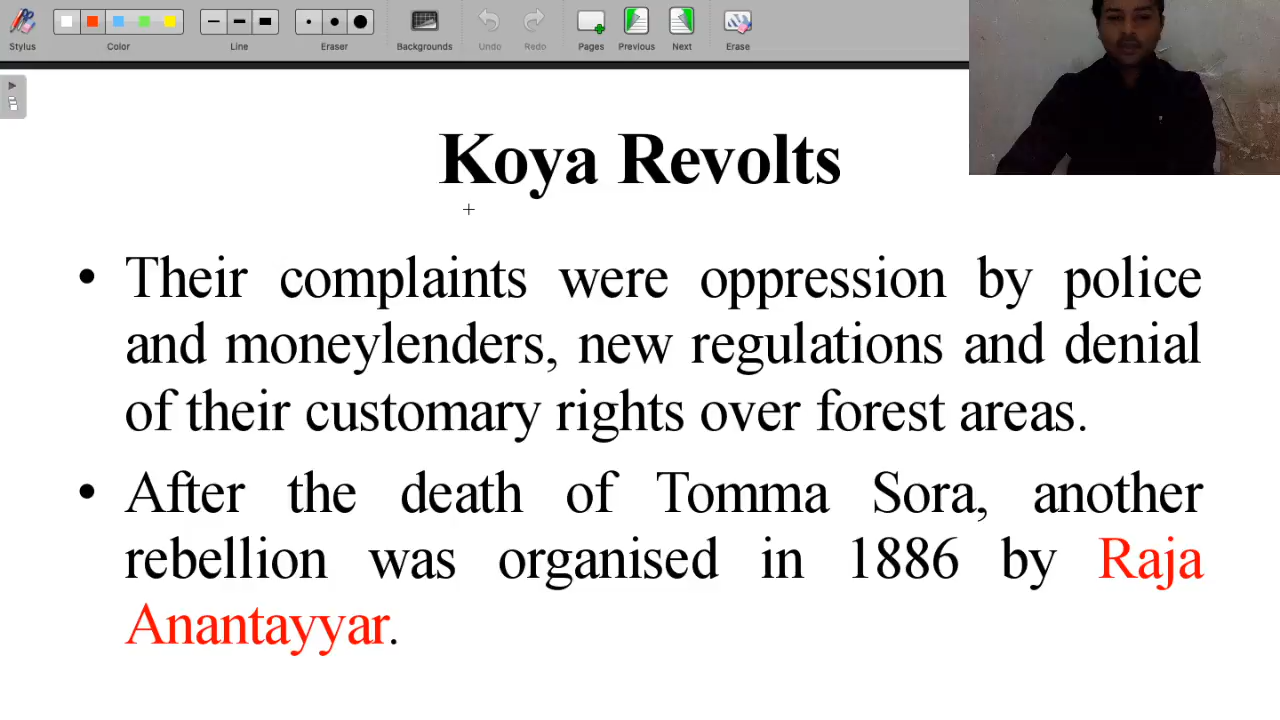 Stylus Color Line Eraser Backgrounds Undo Redo Pages Previous Next Erase
Koya Revolts
• Their complaints were oppression by police
and moneylenders, new regulations and denial
of their customary rights over forest areas.
• After the death of Tomma Sora, another
rebellion was organised in 1886 by Raja
Anantayyar.